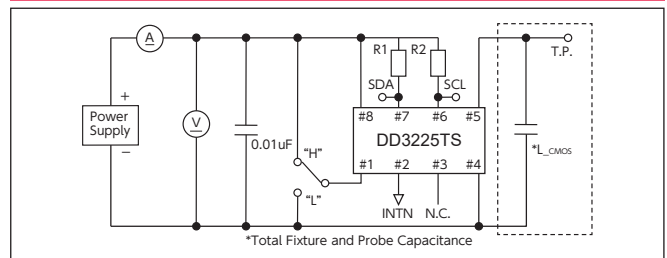 A
R1 R2
T.P.
SDA SCL
+
Power
Supply
−
V
0.01uF
#8 #7 #6 #5
DD3225TS
#1 #2 #3 #4
"H"
"L"
*L_CMOS
INTN N.C.
*Total Fixture and Probe Capacitance